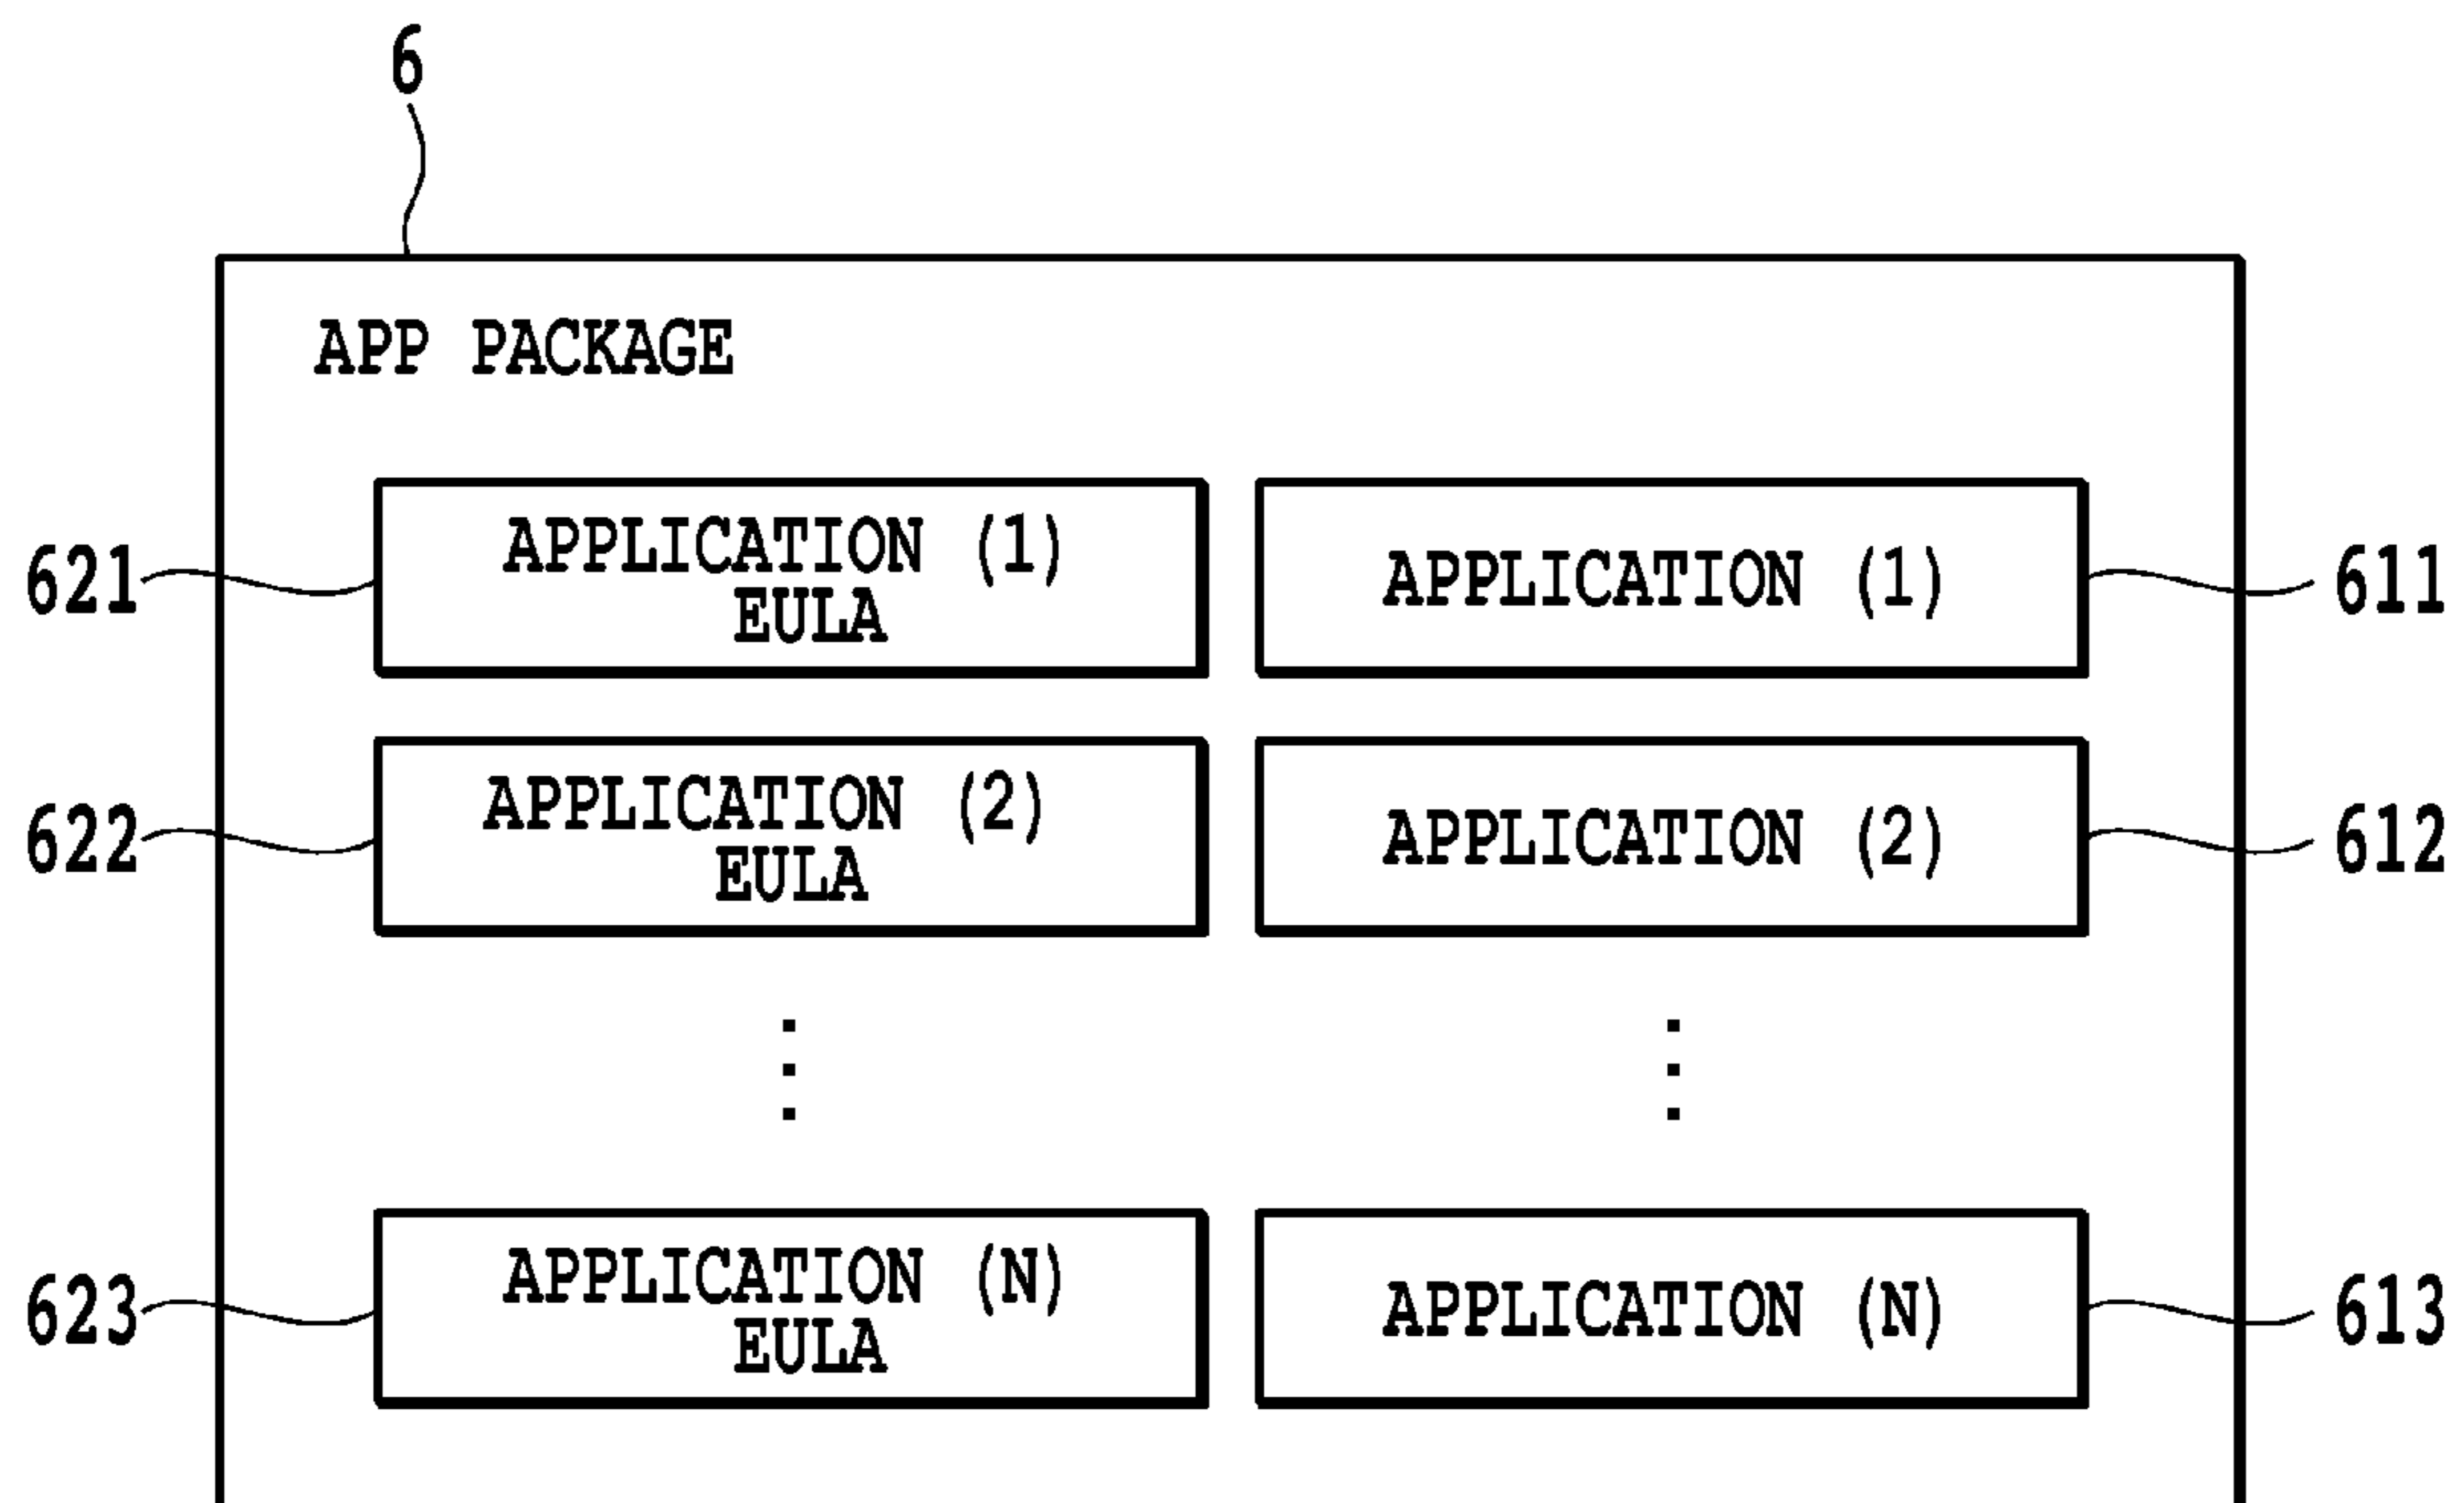 6
APP PACKAGE
621
APPLICATION (1)
EULA
APPLICATION (1)
611
622
APPLICATION (2)
EULA
APPLICATION (2)
612
623
APPLICATION (N)
EULA
APPLICATION (N)
613